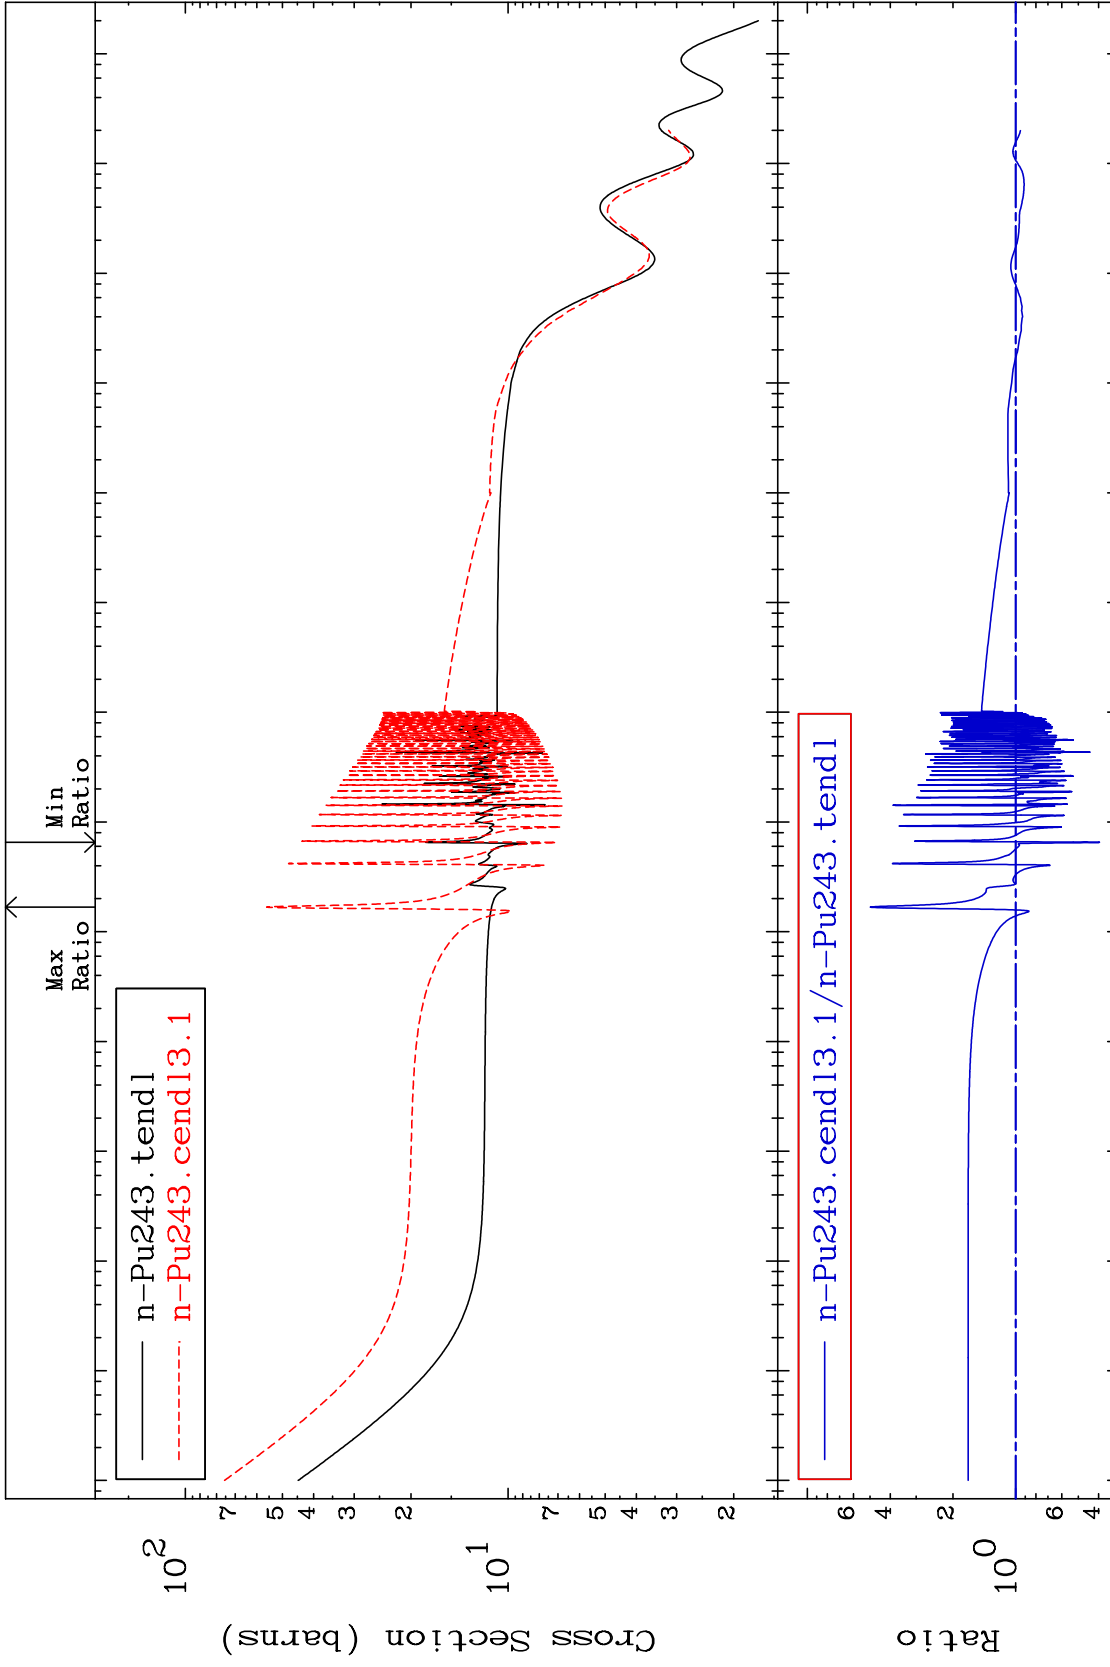 Max
Ratio
Min
Ratio
n-Pu243.tendl
n-Pu243.cendl3.1
10^2
7
5
4
3
2
10^1
7
5
4
3
2
Cross Section (barns)
n-Pu243.cendl3.1/n-Pu243.tendl
6
4
2
10^0
6
4
Ratio